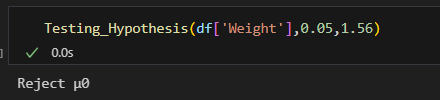 Testing_Hypothesis(df['Weight'],0.05,1.56)
]
✓ 0.0s
Reject μ0